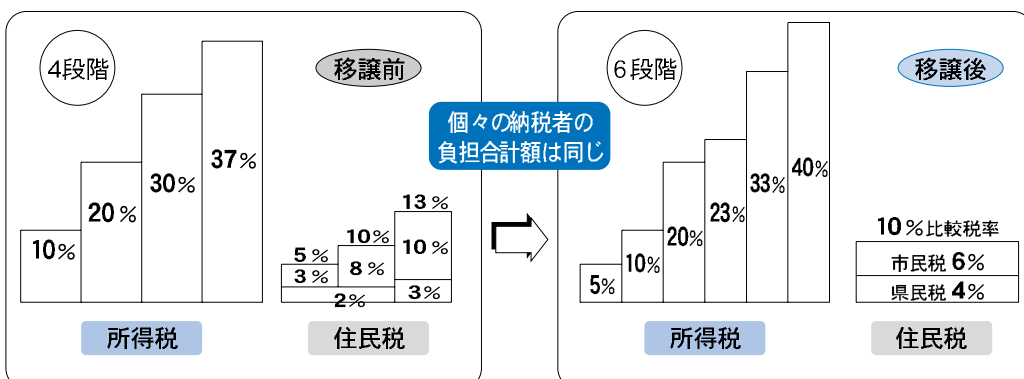 4段階
移譲前
10%
20%
30%
37%
5%
3%
10%
8%
13%
10%
2%
3%
所得税
住民税
個々の納税者の
負担合計額は同じ
6段階
移譲後
5%
10%
20%
23%
33%
40%
10%比較税率
市民税 6%
県民税 4%
所得税
住民税